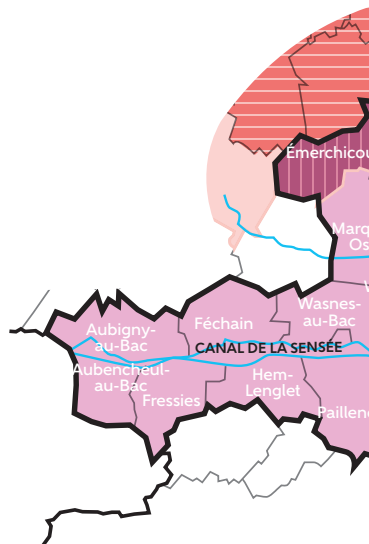 Émerchicou
Marq
Os
W
Wasnes-
au-Bac
Aubigny-
au-Bac
Féchain
CANAL DE LA SENSÉE
Aubencheul-
au-Bac
Hem-
Lenglet
Fressies
Paillenc